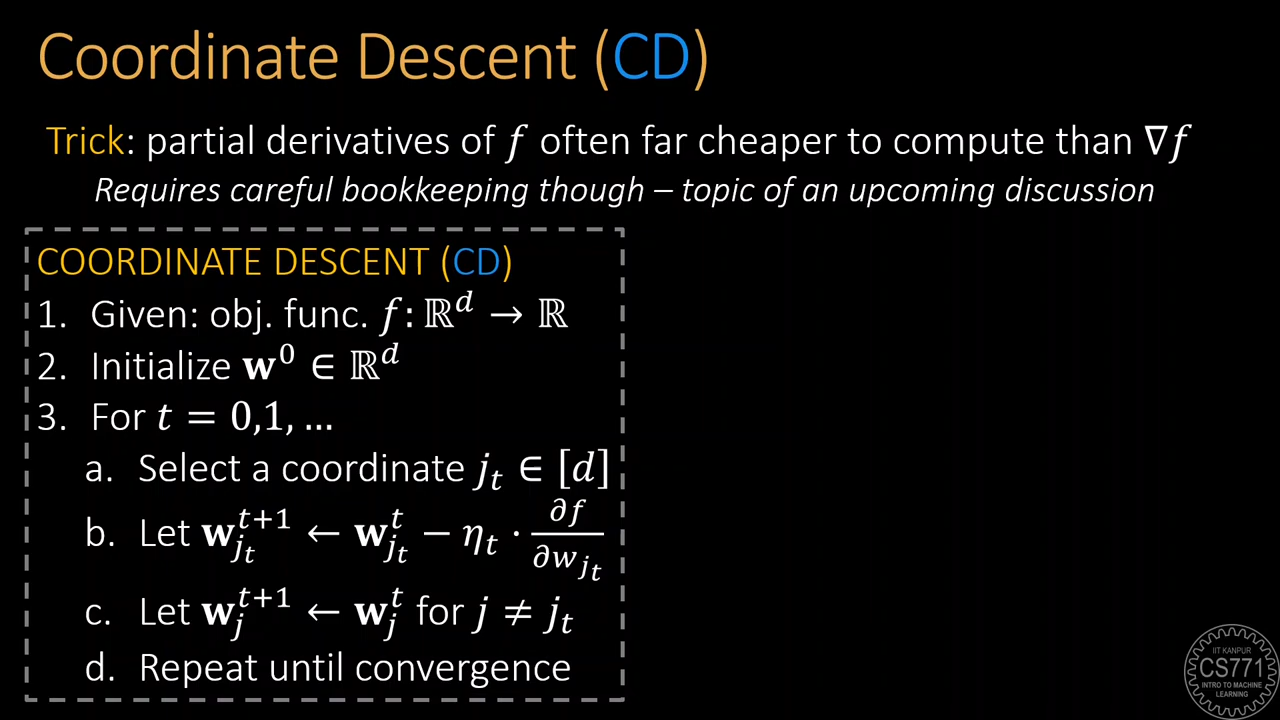 Coordinate Descent (CD)
Trick: partial derivatives of f often far cheaper to compute than ∇f
Requires careful bookkeeping though – topic of an upcoming discussion
COORDINATE DESCENT (CD)
1. Given: obj. func. f: ℝ^d → ℝ
2. Initialize 𝐰^0 ∈ ℝ^d
3. For t = 0,1, …
a. Select a coordinate j_t ∈ [d]
b. Let 𝐰_{j_t}^{t+1} ← 𝐰_{j_t}^t − η_t · ∂f/∂w_{j_t}
c. Let 𝐰_j^{t+1} ← 𝐰_j^t for j ≠ j_t
d. Repeat until convergence
IIT KANPUR
CS771
INTRO TO MACHINE
LEARNING